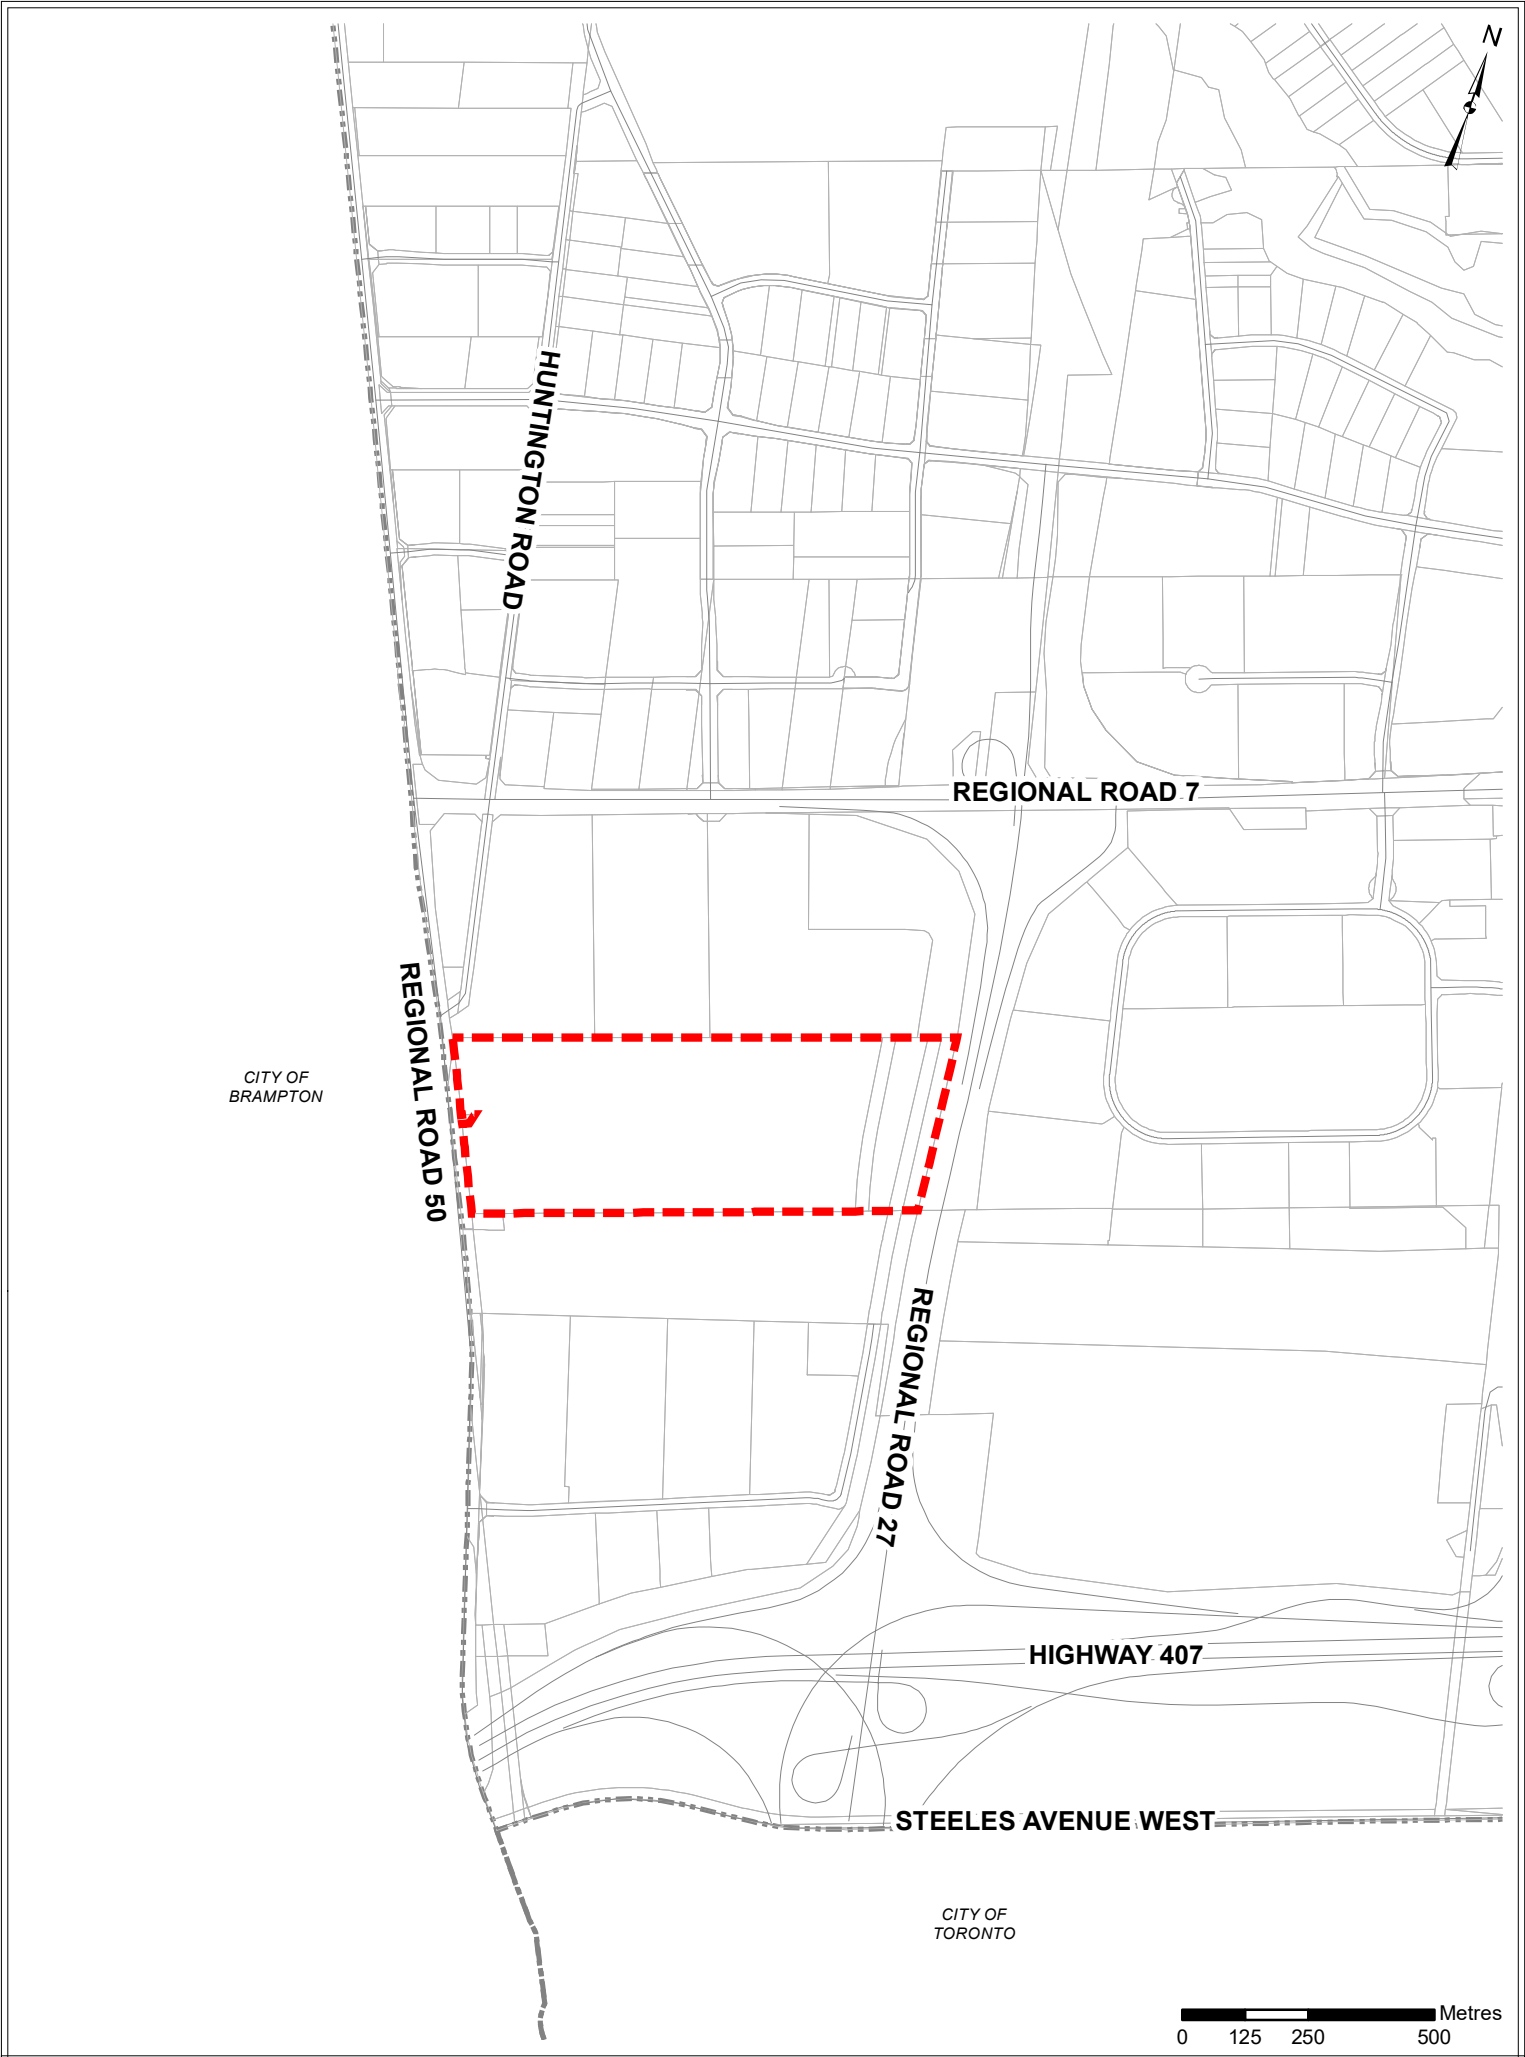 N
HUNTINGTON ROAD
REGIONAL ROAD 7
REGIONAL ROAD 50
CITY OF
BRAMPTON
REGIONAL ROAD 27
HIGHWAY 407
STEELES AVENUE WEST
CITY OF
TORONTO
Metres
0 125 250 500